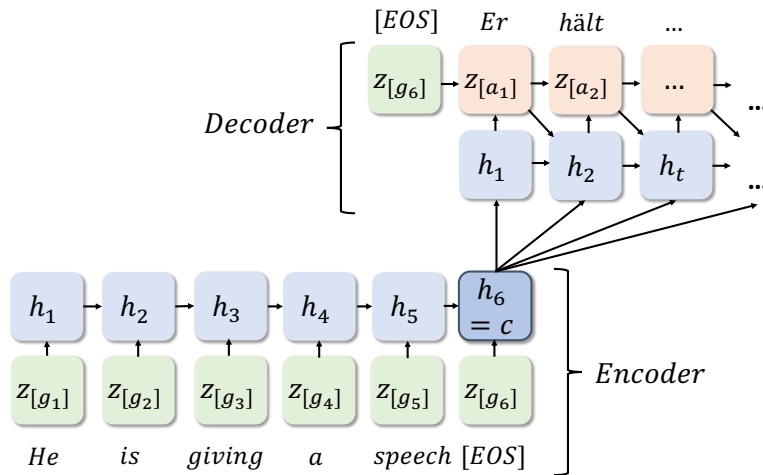 [EOS] Er hält ...
z[g6] z[a1] z[a2] ... ...
Decoder
h1 h2 ht ...
h1 h2 h3 h4 h5 h6 = c
z[g1] z[g2] z[g3] z[g4] z[g5] z[g6]
Encoder
He is giving a speech [EOS]